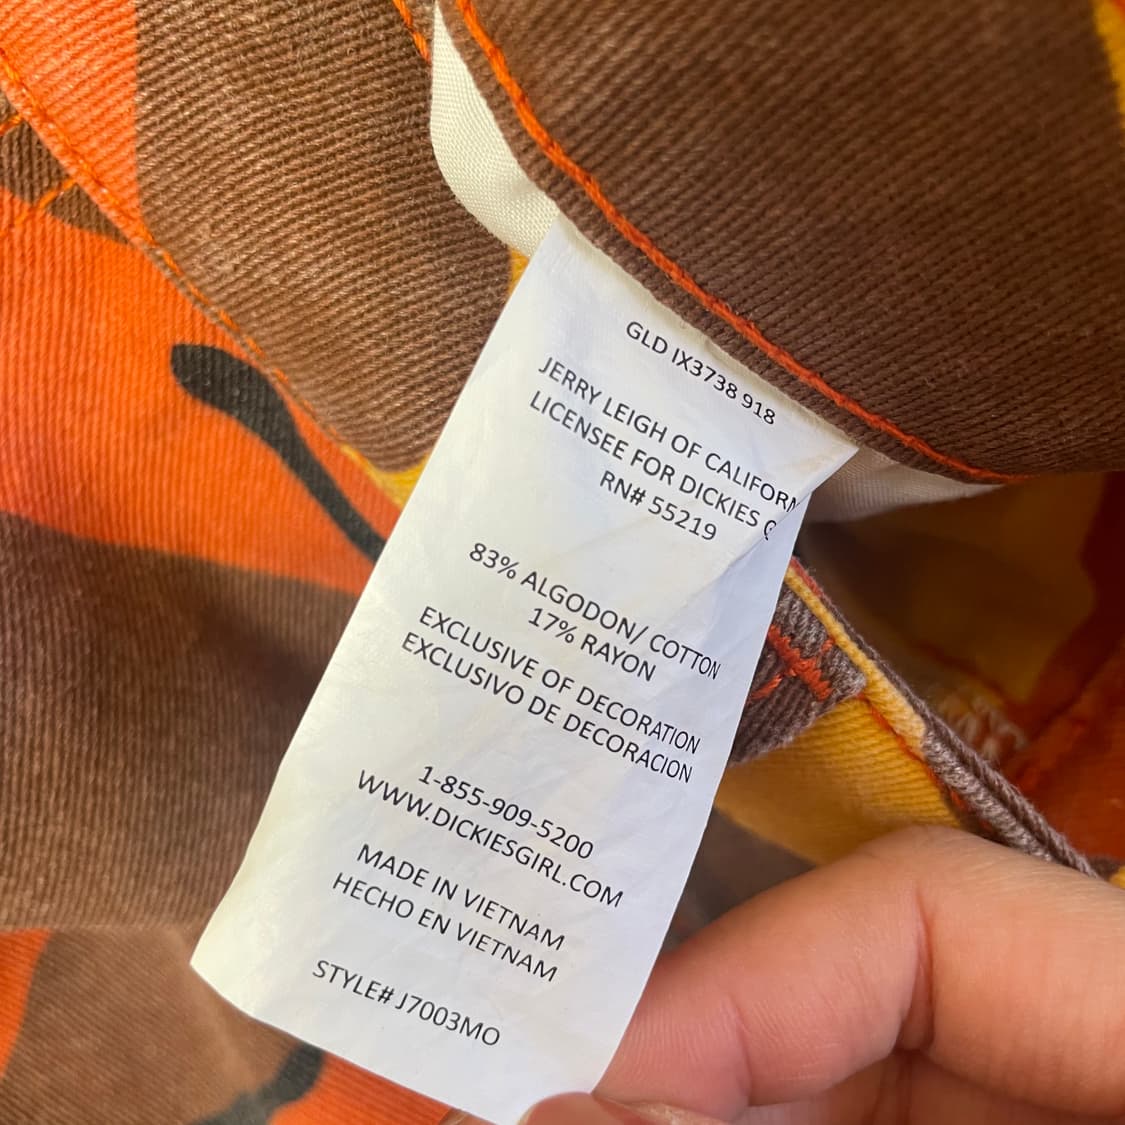 GLD IX3738 918
JERRY LEIGH OF CALIFORN
LICENSEE FOR DICKIES G
RN# 55219
83% ALGODON/ COTTON
17% RAYON
EXCLUSIVE OF DECORATION
EXCLUSIVO DE DECORACION
1-855-909-5200
WWW.DICKIESGIRL.COM
MADE IN VIETNAM
HECHO EN VIETNAM
STYLE# J7003MO